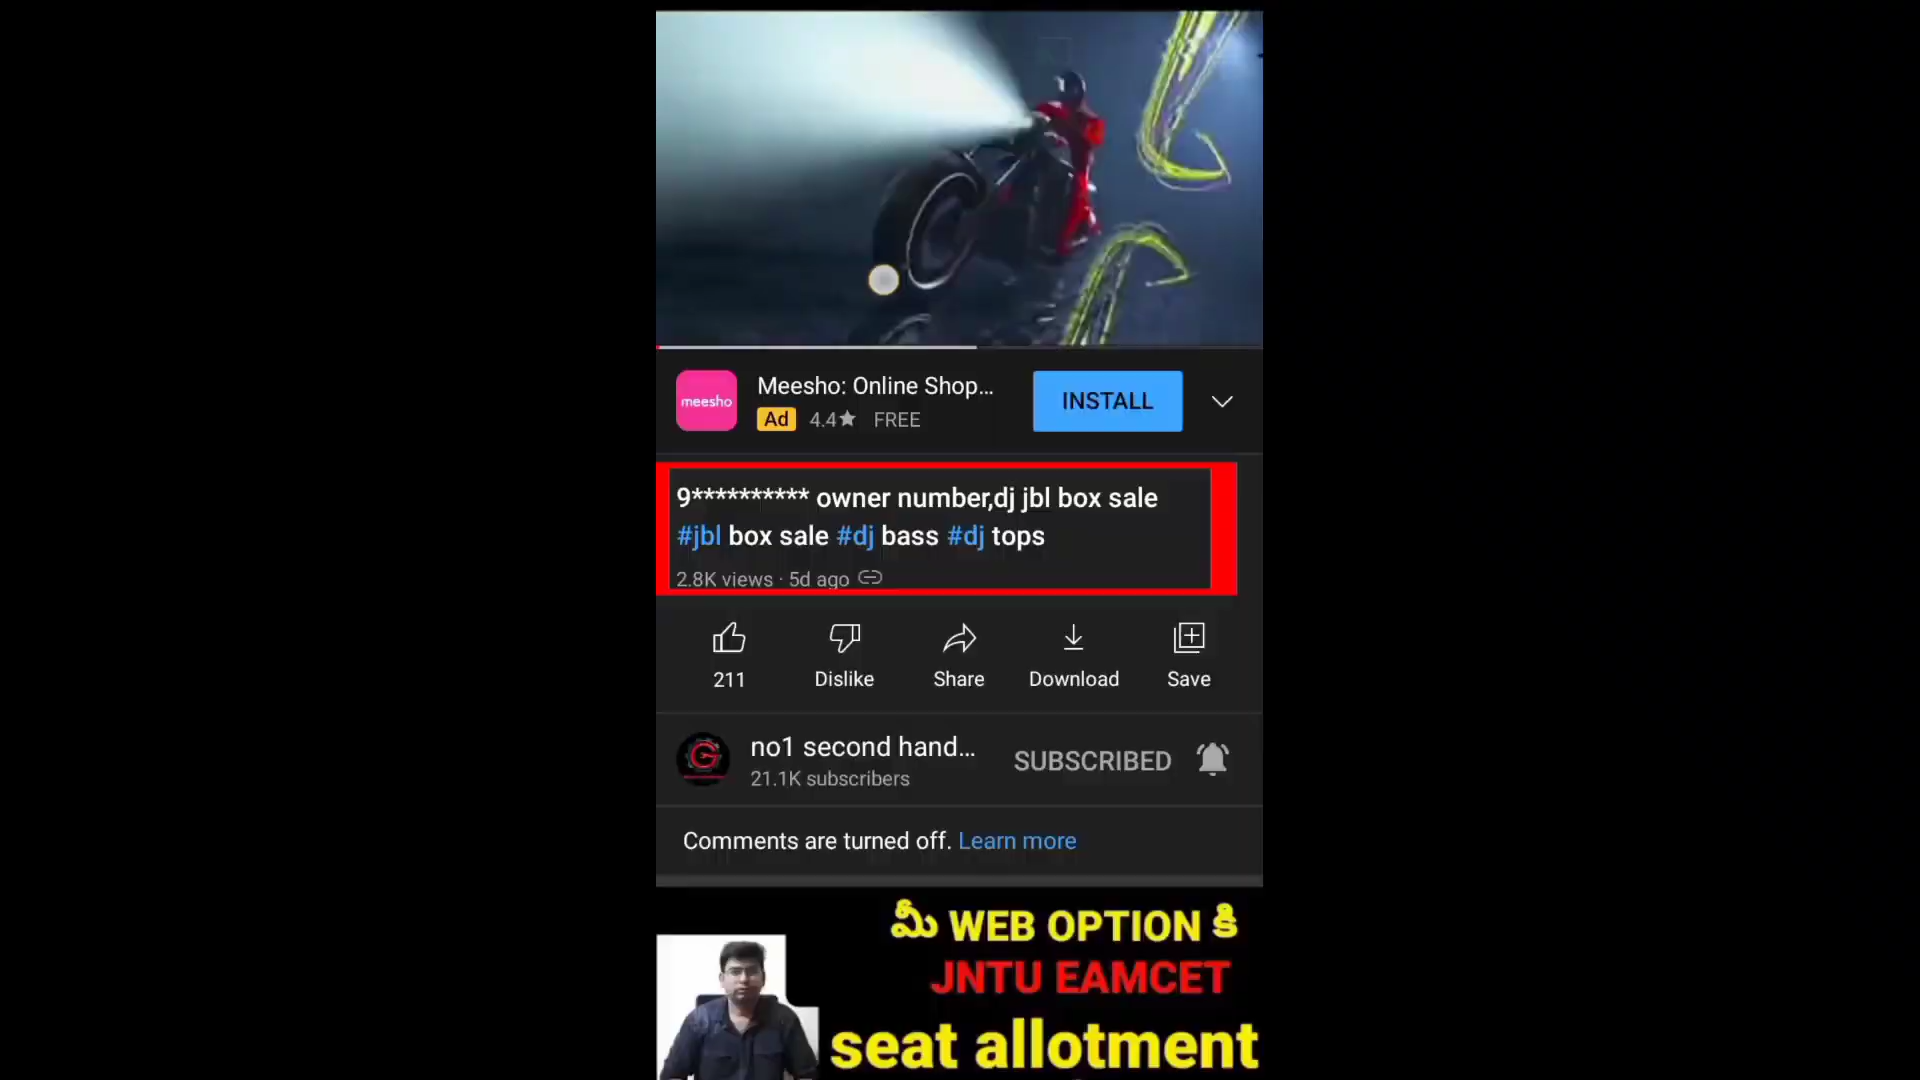 meesho
Meesho: Online Shop...
Ad 4.4★ FREE
INSTALL
9********** owner number,dj jbl box sale
#jbl box sale #dj bass #dj tops
2.8K views · 5d ago
211
Dislike
Share
Download
Save
no1 second hand...
21.1K subscribers
SUBSCRIBED
Comments are turned off. Learn more
మీ WEB OPTION కి
JNTU EAMCET
seat allotment